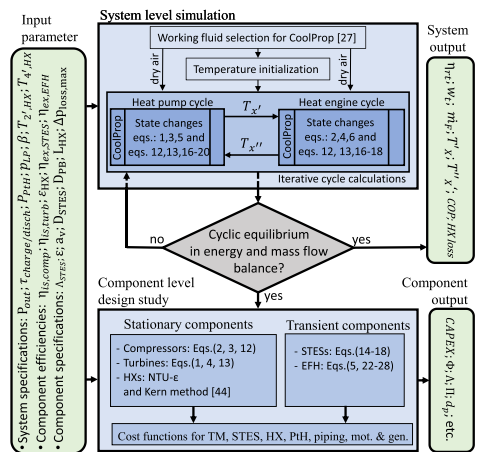 Input
parameter
System level simulation
System
output
Working fluid selection for CoolProp [27]
dry air
dry air
Temperature initialization
Heat pump cycle
Heat engine cycle
CoolProp
State changes
eqs.: 1,3,5 and
eqs. 12,13,16-20
T_x'
T_x''
CoolProp
State changes
eqs.: 2,4,6 and
eqs. 12, 13,16-18
Iterative cycle calculations
- System specifications: P_out; τ_charge/disch; P_PtH; p_LP; β; T_2',HX; T_4',HX
- Component efficiencies: η_is,comp; η_is,turb; ε_HX; η_ex,STES; η_ex,EFH
- Component specifications: Λ_STES; ε; a_v; D_STES; D_PB; L_HX; Δp_loss,max
η_rt; w_t; ṁ_F; T'_X; T''_x'; COP; HXloss
no
Cyclic equilibrium
in energy and mass flow
balance?
yes
yes
Component level
design study
Component
output
Stationary components
- Compressors: Eqs.(2, 3, 12)
- Turbines: Eqs.(1, 4, 13)
- HXs: NTU-ε
and Kern method [44]
Transient components
- STESs: Eqs.(14-18)
- EFH: Eqs.(5, 22-28)
Cost functions for TM, STES, HX, PtH, piping, mot. & gen.
CAPEX; Φ; Λ; Π; d_p; etc.